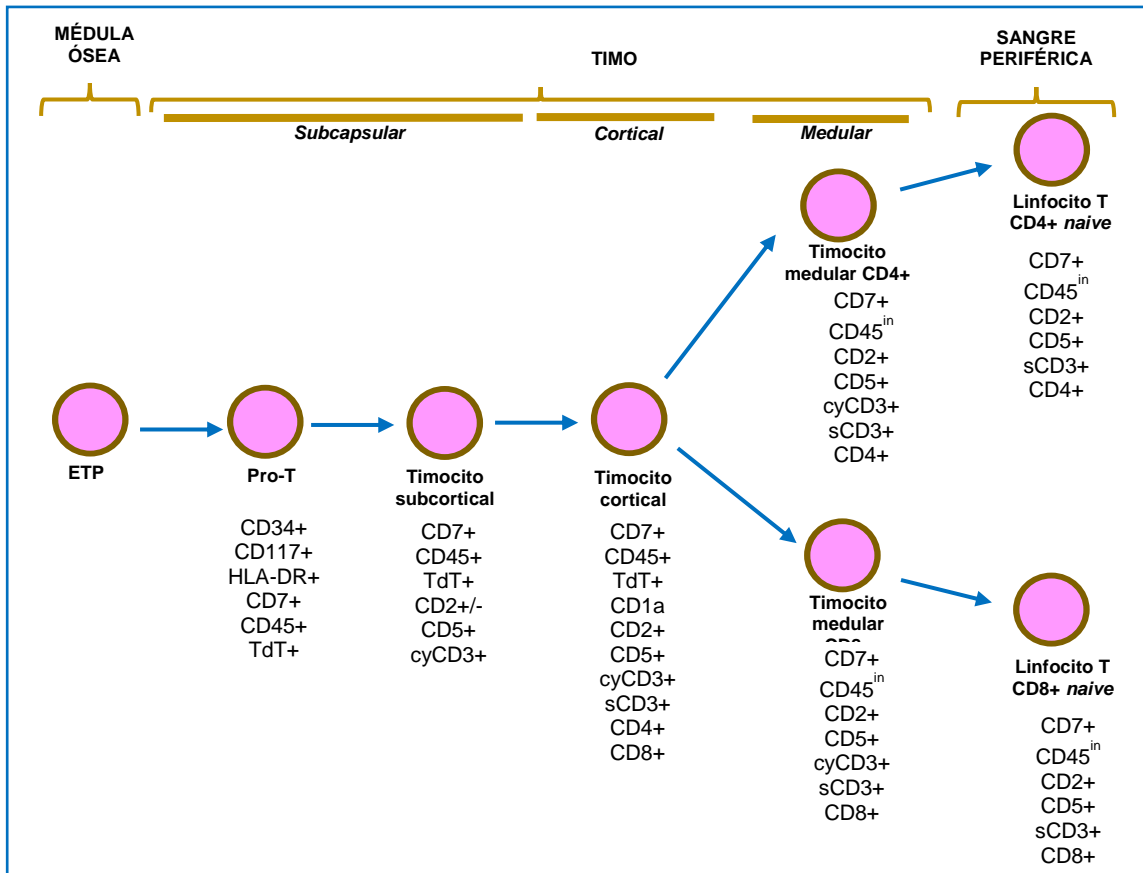 MÉDULA
ÓSEA
TIMO
SANGRE
PERIFÉRICA
Subcapsular
Cortical
Medular
ETP
Pro-T
CD34+
CD117+
HLA-DR+
CD7+
CD45+
TdT+
Timocito
subcortical
CD7+
CD45+
TdT+
CD2+/-
CD5+
cyCD3+
Timocito
cortical
CD7+
CD45+
TdT+
CD1a
CD2+
CD5+
cyCD3+
sCD3+
CD4+
CD8+
Timocito
medular CD4+
CD7+
CD45in
CD2+
CD5+
cyCD3+
sCD3+
CD4+
Linfocito T
CD4+ naive
CD7+
CD45in
CD2+
CD5+
sCD3+
CD4+
Timocito
medular
CD7+
CD45in
CD2+
CD5+
cyCD3+
sCD3+
CD8+
Linfocito T
CD8+ naive
CD7+
CD45in
CD2+
CD5+
sCD3+
CD8+